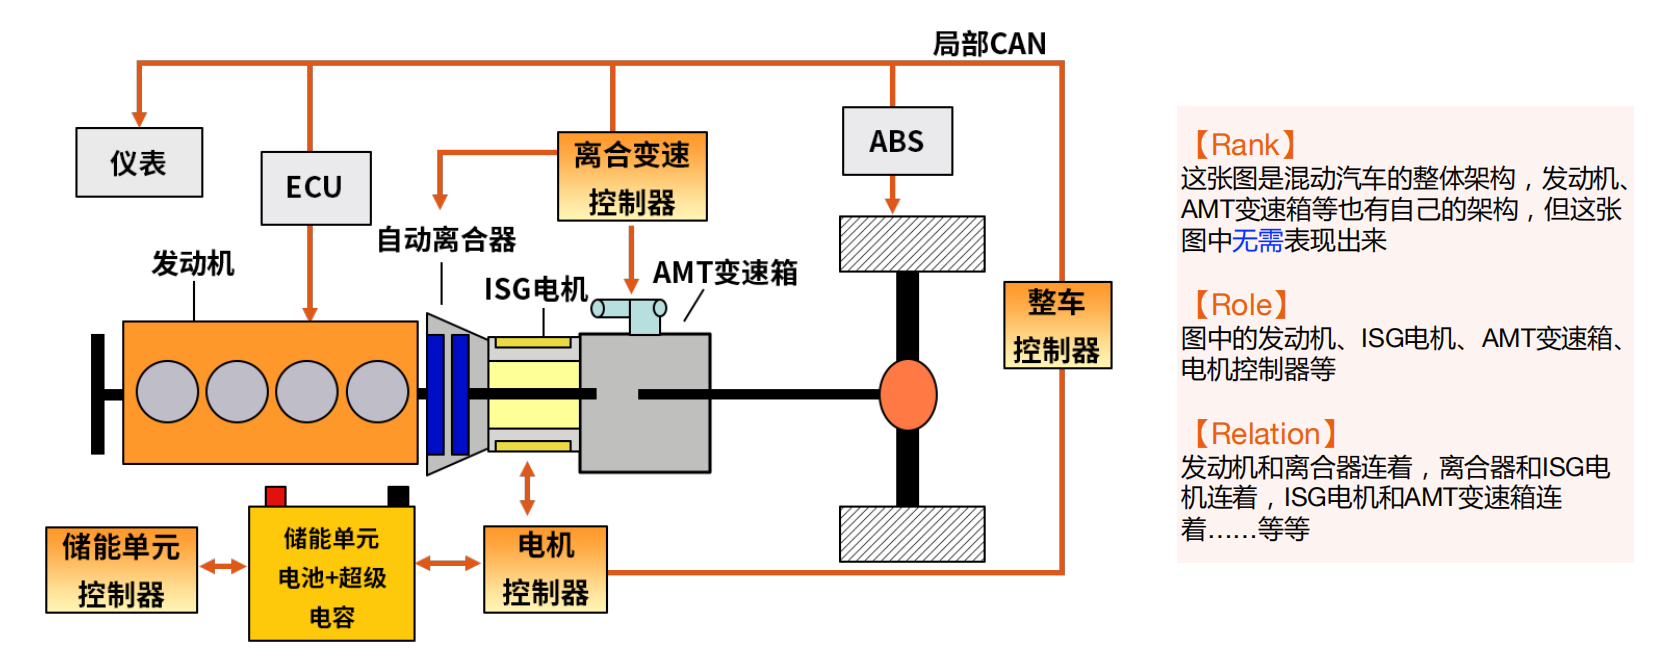 局部CAN
仪表
ECU
离合变速
控制器
ABS
自动离合器
发动机
ISG电机
AMT变速箱
整车
控制器
储能单元
控制器
储能单元
电池+超级
电容
电机
控制器
【Rank】
这张图是混动汽车的整体架构，发动机、
AMT变速箱等也有自己的架构，但这张
图中无需表现出来
【Role】
图中的发动机、ISG电机、AMT变速箱、
电机控制器等
【Relation】
发动机和离合器连着，离合器和ISG电
机连着，ISG电机和AMT变速箱连
着……等等